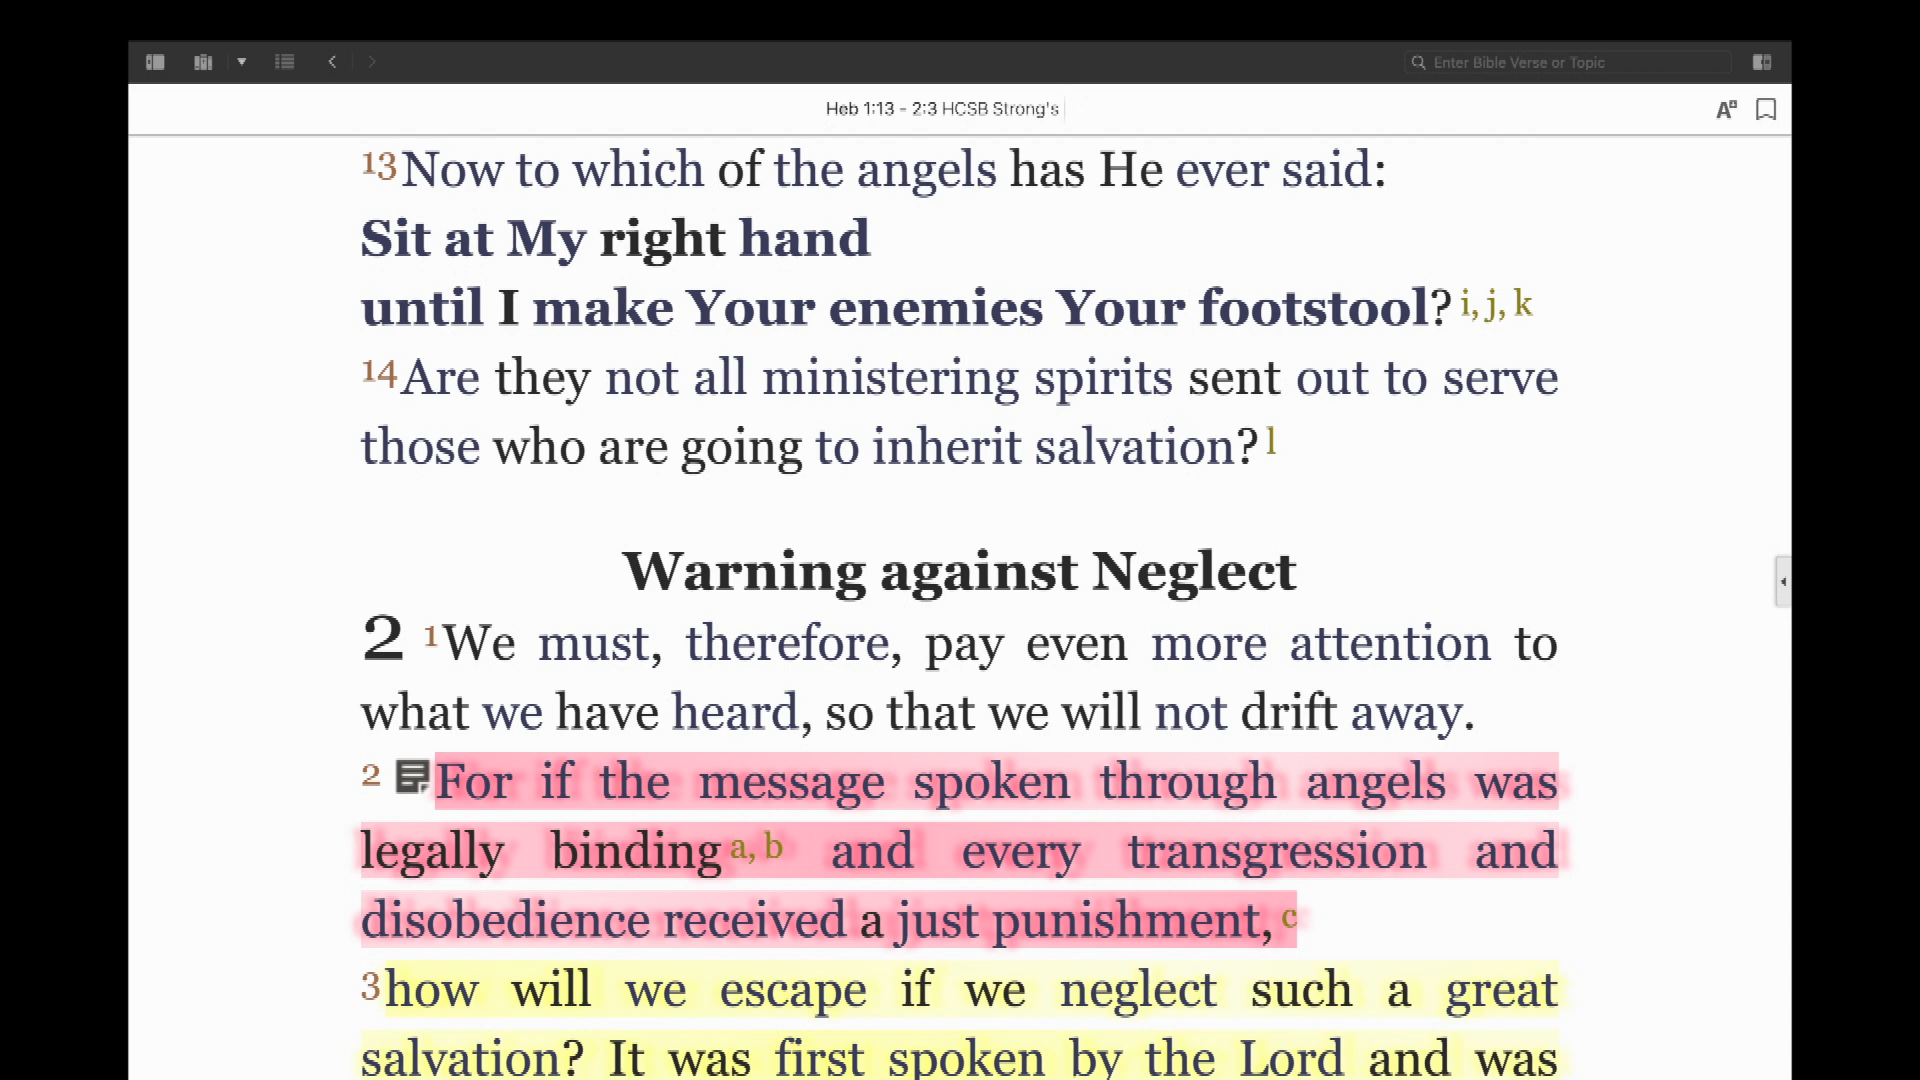 Enter Bible Verse or Topic
Heb 1:13 - 2:3 HCSB Strong's
13Now to which of the angels has He ever said:
Sit at My right hand
until I make Your enemies Your footstool? i, j, k
14Are they not all ministering spirits sent out to serve
those who are going to inherit salvation? l
Warning against Neglect
2 1We must, therefore, pay even more attention to
what we have heard, so that we will not drift away.
2 For if the message spoken through angels was
legally binding a, b and every transgression and
disobedience received a just punishment, c
3how will we escape if we neglect such a great
salvation? It was first spoken by the Lord and was